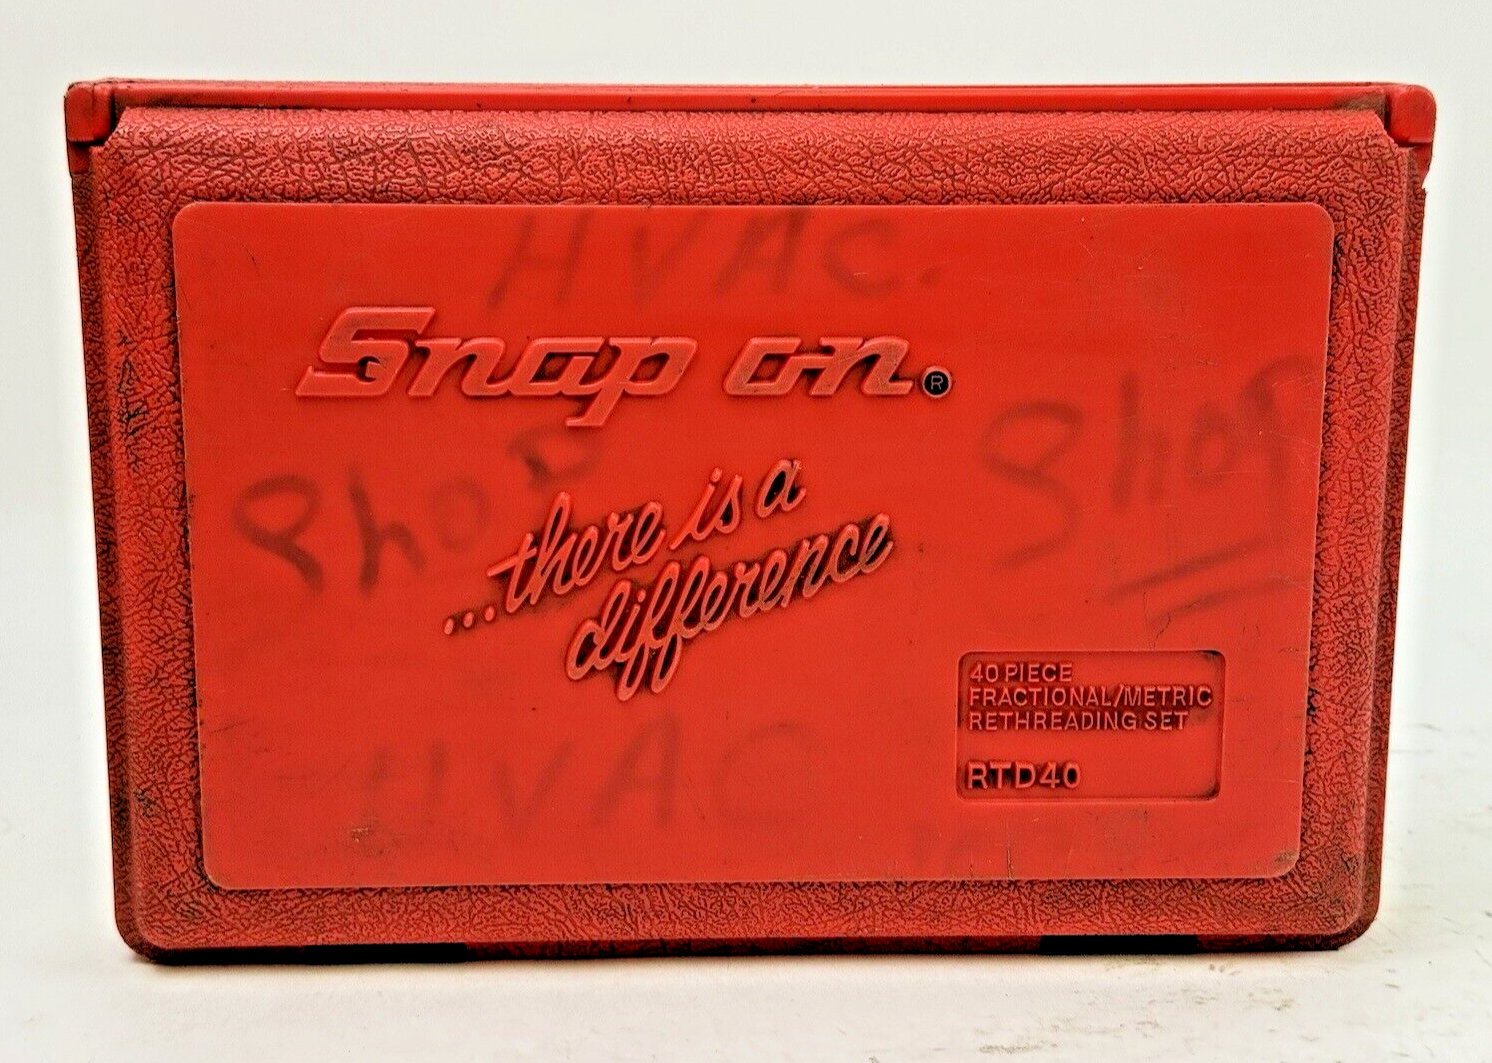 HVAC.
Snap on®
Shop
Shop
...there is a
difference
40 PIECE
FRACTIONAL/METRIC
RETHREADING SET
RTD40
HVAC